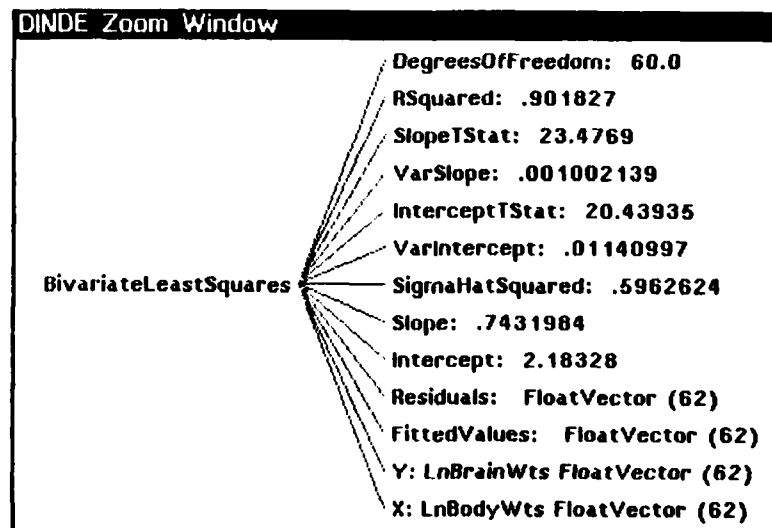 DINDE Zoom Window
DegreesOfFreedom: 60.0
RSquared: .901827
SlopeTStat: 23.4769
VarSlope: .001002139
InterceptTStat: 20.43935
VarIntercept: .01140997
BivariateLeastSquares
SigmaHatSquared: .5962624
Slope: .7431984
Intercept: 2.18328
Residuals: FloatVector (62)
FittedValues: FloatVector (62)
Y: LnBrainWts FloatVector (62)
X: LnBodyWts FloatVector (62)